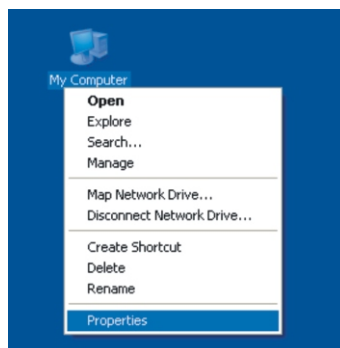 My Computer
Open
Explore
Search...
Manage
Map Network Drive...
Disconnect Network Drive...
Create Shortcut
Delete
Rename
Properties